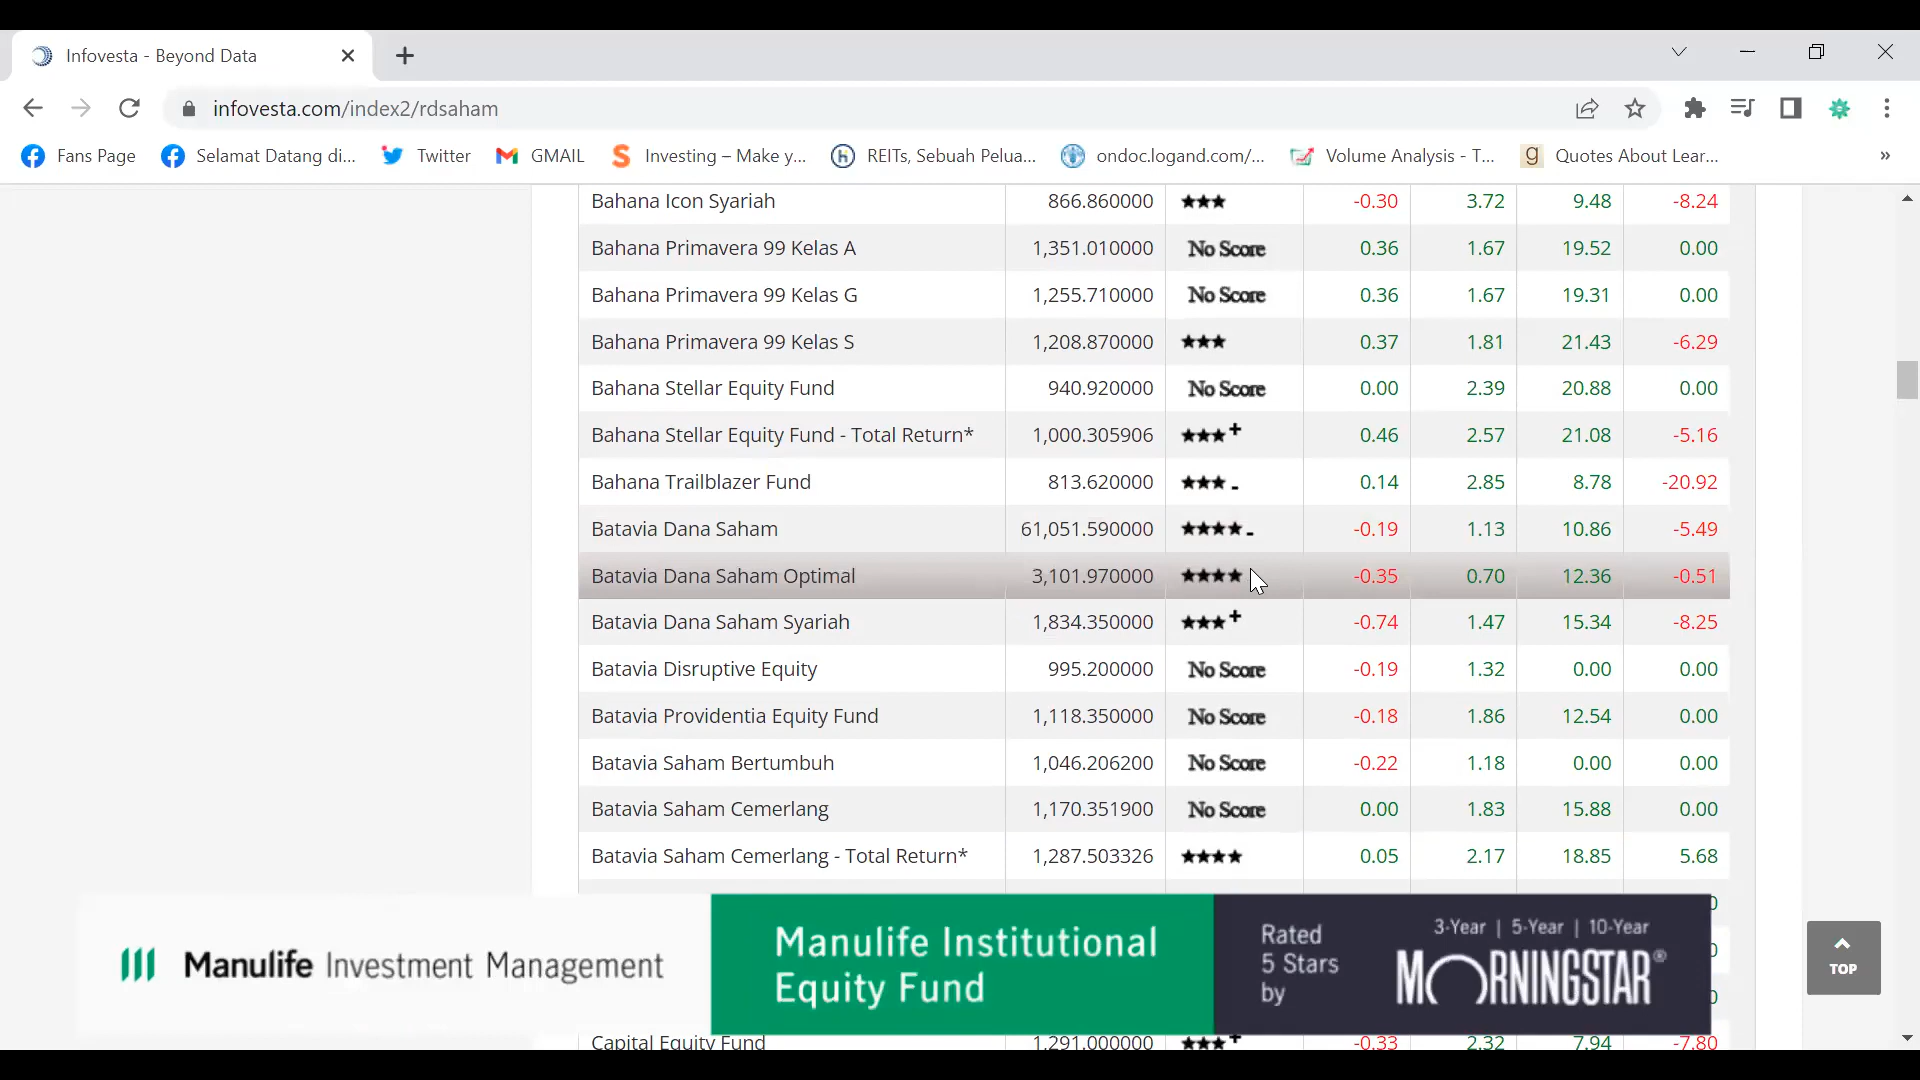 Infovesta - Beyond Data
infovesta.com/index2/rdsaham
Fans Page Selamat Datang di... Twitter GMAIL Investing – Make y... REITs, Sebuah Pelua... ondoc.logand.com/... Volume Analysis - T... Quotes About Lear... »
Bahana Icon Syariah 866.860000 ★★★ -0.30 3.72 9.48 -8.24
Bahana Primavera 99 Kelas A 1,351.010000 No Score 0.36 1.67 19.52 0.00
Bahana Primavera 99 Kelas G 1,255.710000 No Score 0.36 1.67 19.31 0.00
Bahana Primavera 99 Kelas S 1,208.870000 ★★★ 0.37 1.81 21.43 -6.29
Bahana Stellar Equity Fund 940.920000 No Score 0.00 2.39 20.88 0.00
Bahana Stellar Equity Fund - Total Return* 1,000.305906 ★★★+ 0.46 2.57 21.08 -5.16
Bahana Trailblazer Fund 813.620000 ★★★- 0.14 2.85 8.78 -20.92
Batavia Dana Saham 61,051.590000 ★★★★- -0.19 1.13 10.86 -5.49
Batavia Dana Saham Optimal 3,101.970000 ★★★★ -0.35 0.70 12.36 -0.51
Batavia Dana Saham Syariah 1,834.350000 ★★★+ -0.74 1.47 15.34 -8.25
Batavia Disruptive Equity 995.200000 No Score -0.19 1.32 0.00 0.00
Batavia Providentia Equity Fund 1,118.350000 No Score -0.18 1.86 12.54 0.00
Batavia Saham Bertumbuh 1,046.206200 No Score -0.22 1.18 0.00 0.00
Batavia Saham Cemerlang 1,170.351900 No Score 0.00 1.83 15.88 0.00
Batavia Saham Cemerlang - Total Return* 1,287.503326 ★★★★ 0.05 2.17 18.85 5.68
Manulife Investment Management
Manulife Institutional
Equity Fund
Rated
5 Stars
by
3-Year | 5-Year | 10-Year
MORNINGSTAR®
TOP
Capital Equity Fund 1,291.000000 ★★★+ -0.33 2.32 7.94 -7.80